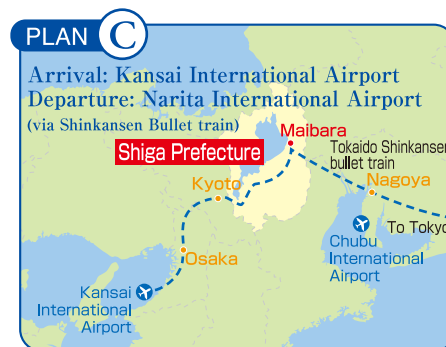 PLAN C
Arrival: Kansai International Airport
Departure: Narita International Airport
(via Shinkansen Bullet train)
Maibara
Shiga Prefecture
Tokaido Shinkansen
bullet train
Kyoto
Nagoya
To Tokyo
Osaka
Chubu
International
Airport
Kansai
International
Airport